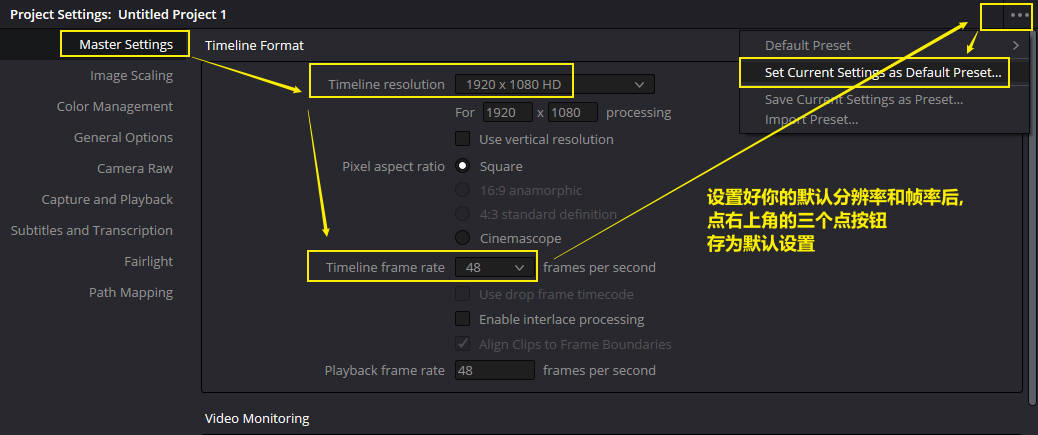 Project Settings: Untitled Project 1
Master Settings
Image Scaling
Color Management
General Options
Camera Raw
Capture and Playback
Subtitles and Transcription
Fairlight
Path Mapping
Timeline Format
Timeline resolution 1920 x 1080 HD
For 1920 x 1080 processing
Use vertical resolution
Pixel aspect ratio Square
16:9 anamorphic
4:3 standard definition
Cinemascope
Timeline frame rate 48 frames per second
Use drop frame timecode
Enable interlace processing
Align Clips to Frame Boundaries
Playback frame rate 48 frames per second
Video Monitoring
Default Preset
Set Current Settings as Default Preset...
Save Current Settings as Preset...
Import Preset...
设置好你的默认分辨率和帧率后,
点右上角的三个点按钮
存为默认设置